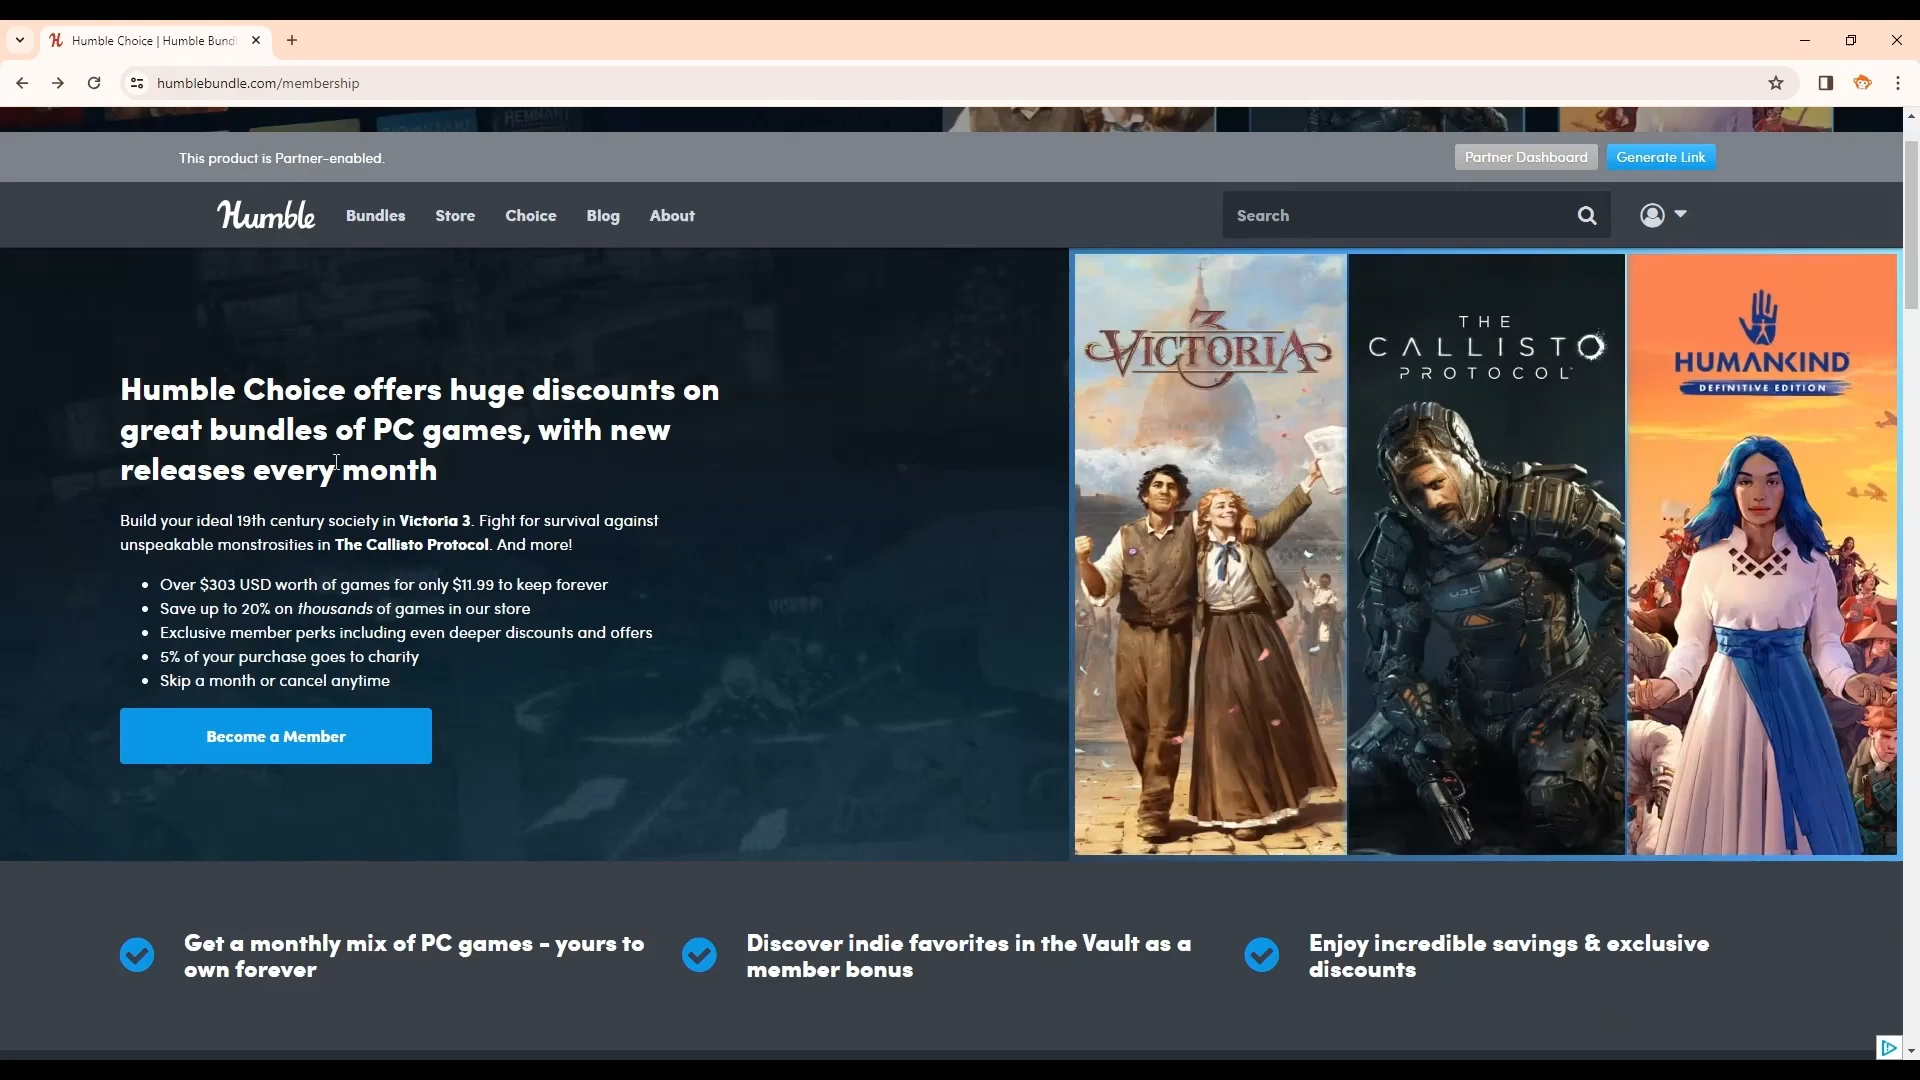 Humble Choice | Humble Bund
humblebundle.com/membership
This product is Partner-enabled.
Partner Dashboard
Generate Link
Humble
Bundles
Store
Choice
Blog
About
Search
Humble Choice offers huge discounts on
great bundles of PC games, with new
releases every month
Build your ideal 19th century society in Victoria 3. Fight for survival against
unspeakable monstrosities in The Callisto Protocol. And more!
• Over $303 USD worth of games for only $11.99 to keep forever
• Save up to 20% on thousands of games in our store
• Exclusive member perks including even deeper discounts and offers
• 5% of your purchase goes to charity
• Skip a month or cancel anytime
Become a Member
3
VICTORIA
THE
CALLISTO
PROTOCOL
HUMANKIND
DEFINITIVE EDITION
Get a monthly mix of PC games - yours to
own forever
Discover indie favorites in the Vault as a
member bonus
Enjoy incredible savings & exclusive
discounts